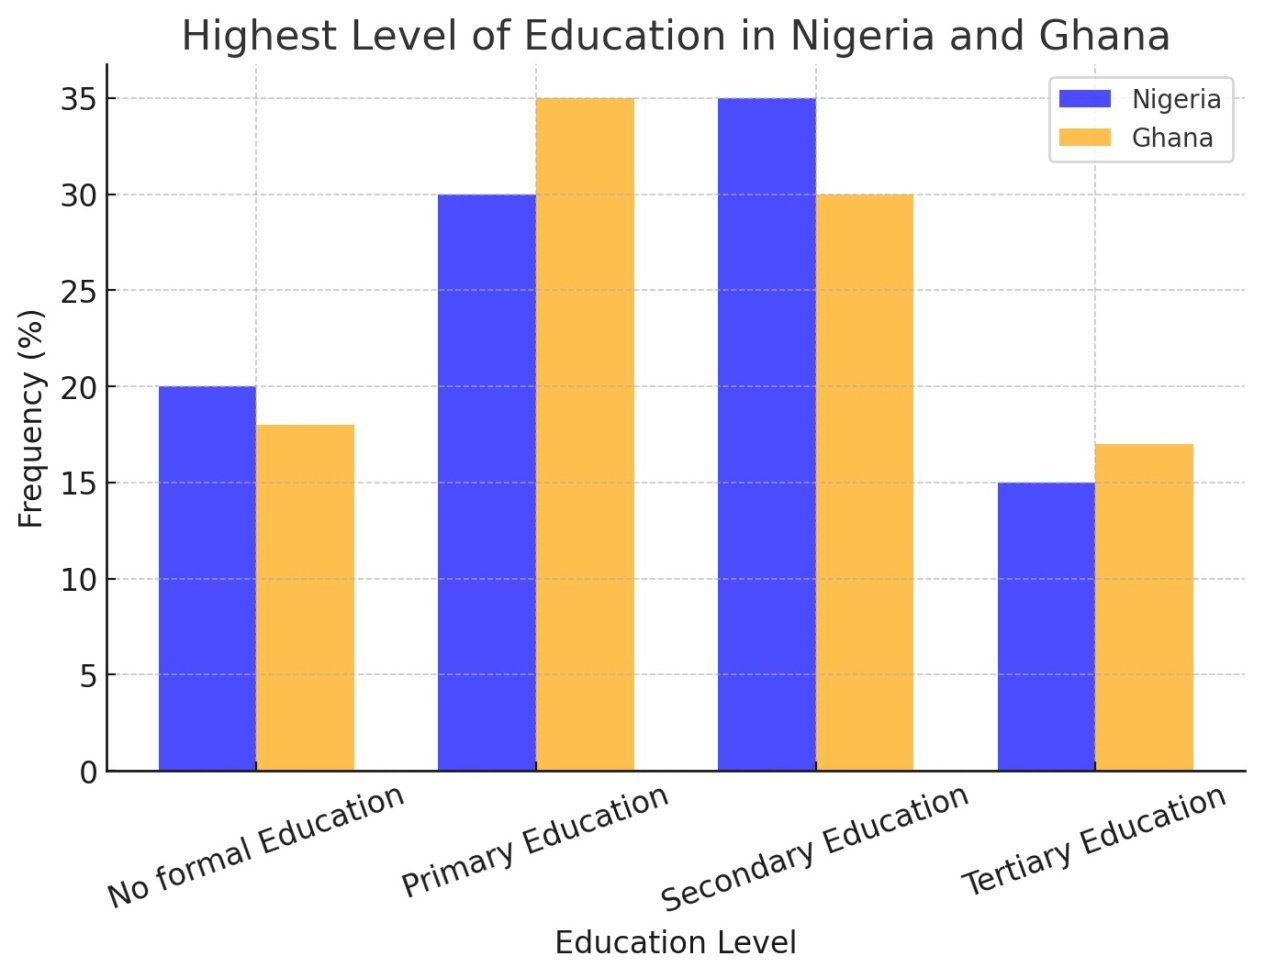 Highest Level of Education in Nigeria and Ghana
Nigeria
Ghana
Frequency (%)
35
30
25
20
15
10
5
0
No formal Education
Primary Education
Secondary Education
Tertiary Education
Education Level